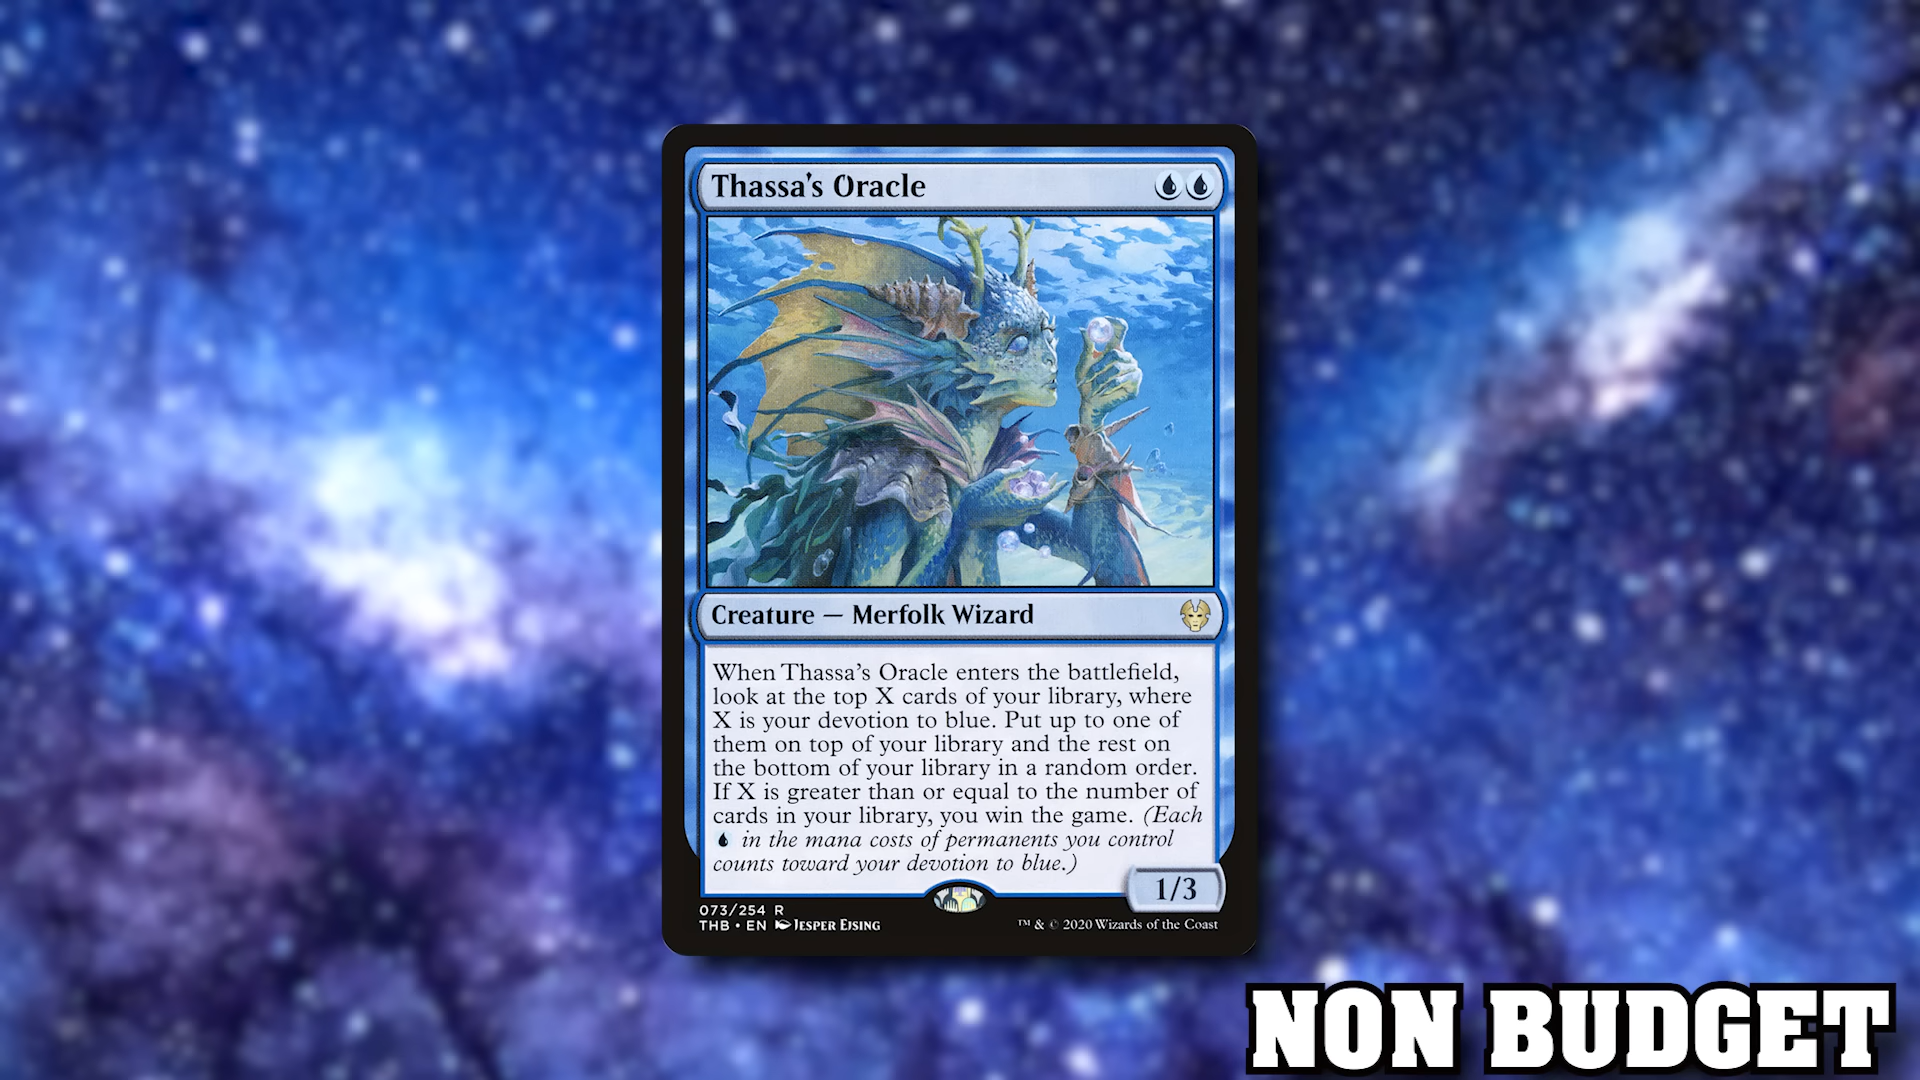 Thassa's Oracle
Creature — Merfolk Wizard
When Thassa's Oracle enters the battlefield,
look at the top X cards of your library, where
X is your devotion to blue. Put up to one of
them on top of your library and the rest on
the bottom of your library in a random order.
If X is greater than or equal to the number of
cards in your library, you win the game. (Each
in the mana costs of permanents you control
counts toward your devotion to blue.)
1/3
073/254 R
THB • EN JESPER EJSING
™ & © 2020 Wizards of the Coast
NON BUDGET